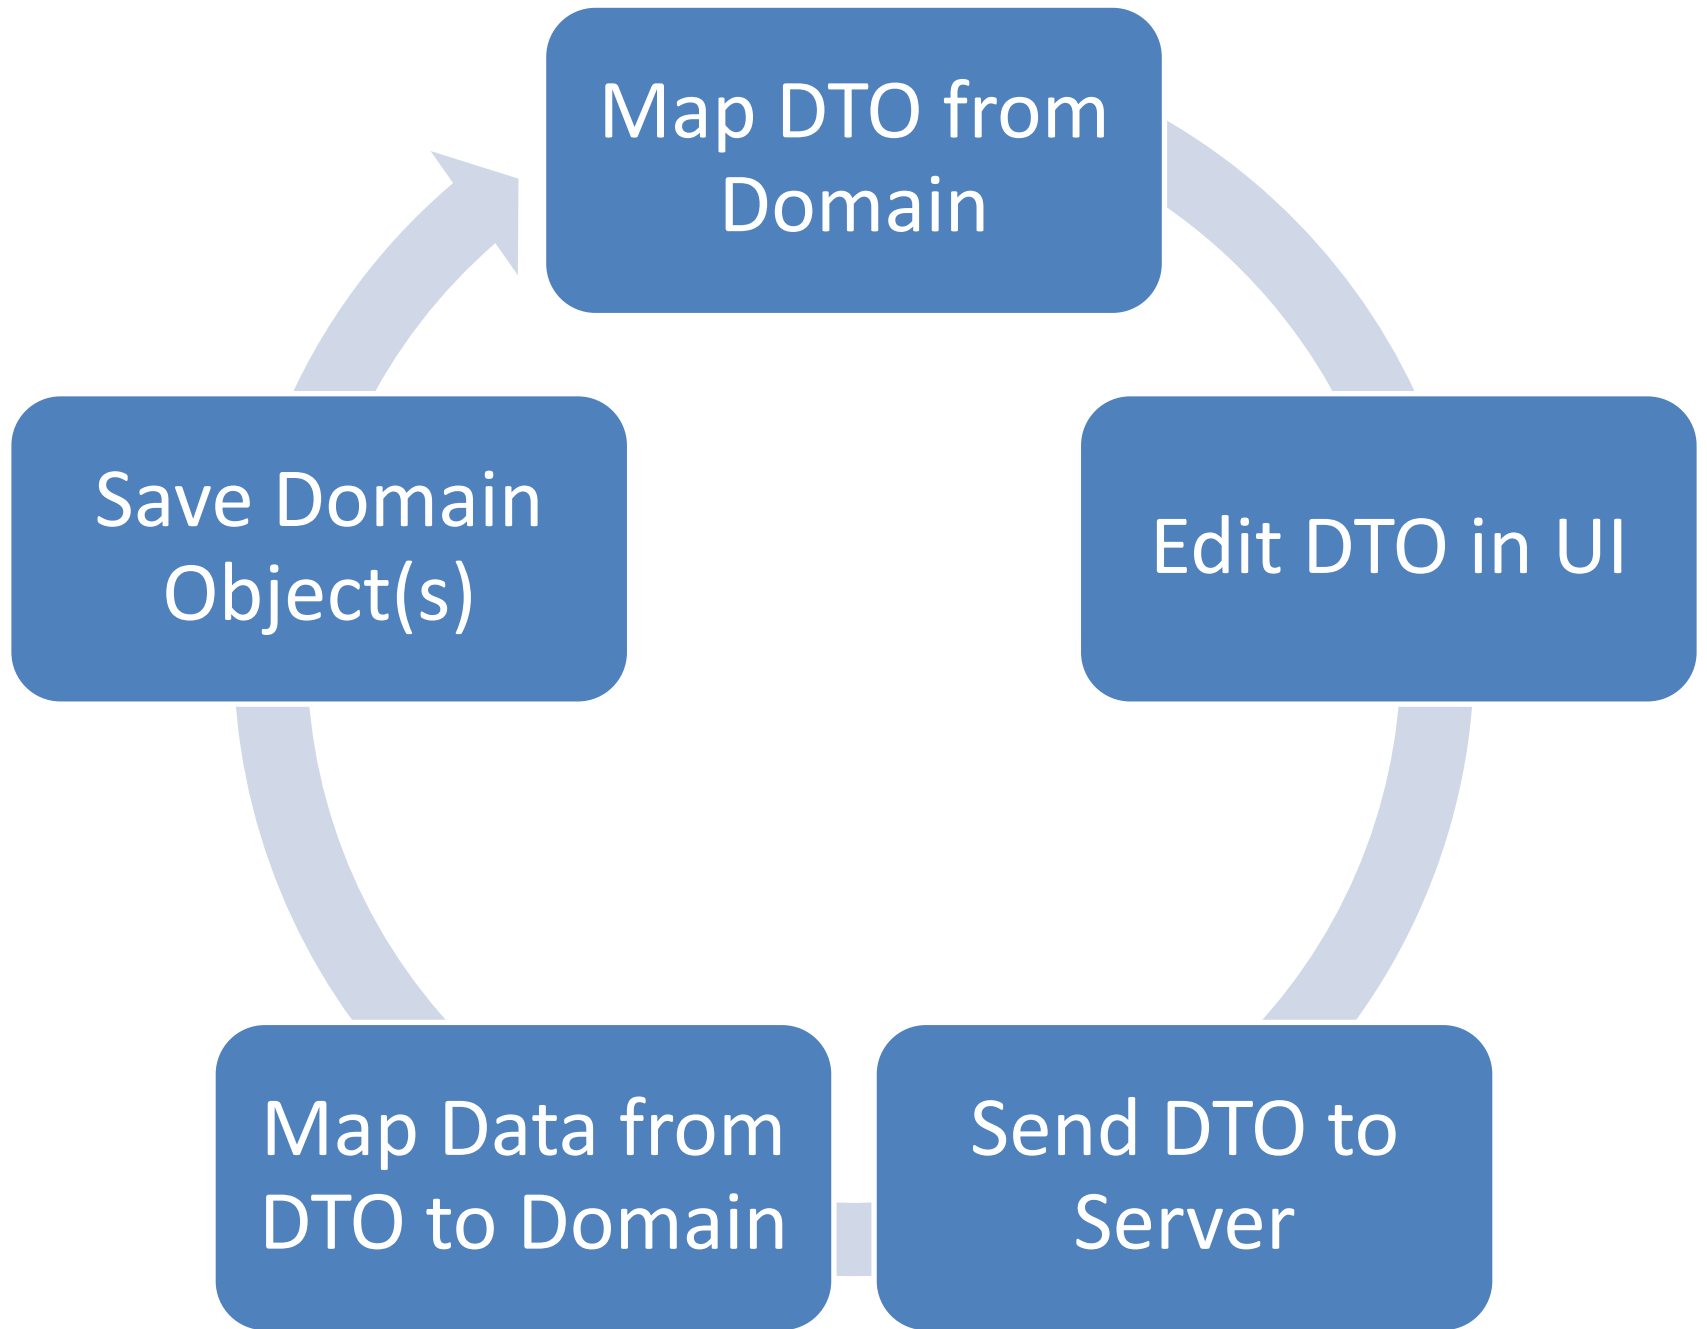 Map DTO from
Domain
Edit DTO in UI
Send DTO to
Server
Map Data from
DTO to Domain
Save Domain
Object(s)